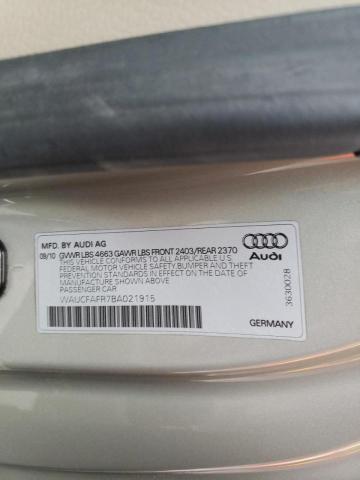 MFD. BY AUDI AG
09/10 GVWR LBS 4663 GAWR LBS FRONT 2403/REAR 2370
THIS VEHICLE CONFORMS TO ALL APPLICABLE U.S.
FEDERAL MOTOR VEHICLE SAFETY,BUMPER AND THEFT
PREVENTION STANDARDS IN EFFECT ON THE DATE OF
MANUFACTURE SHOWN ABOVE
PASSENGER CAR
WAUCFAFR7BA021915
Audi
3630028
GERMANY